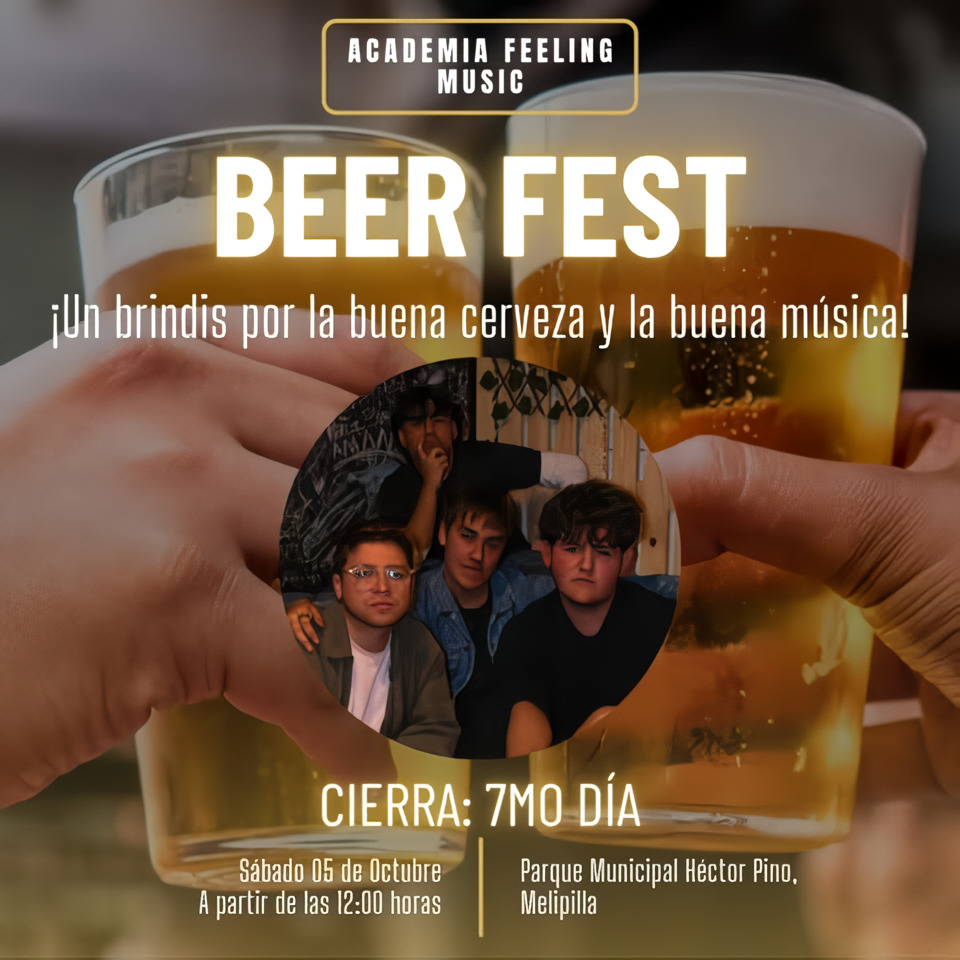 ACADEMIA FEELING
MUSIC
BEER FEST
¡Un brindis por la buena cerveza y la buena música!
AMAN
CIERRA: 7MO DÍA
Sábado 05 de Octubre
A partir de las 12:00 horas
Parque Municipal Héctor Pino,
Melipilla